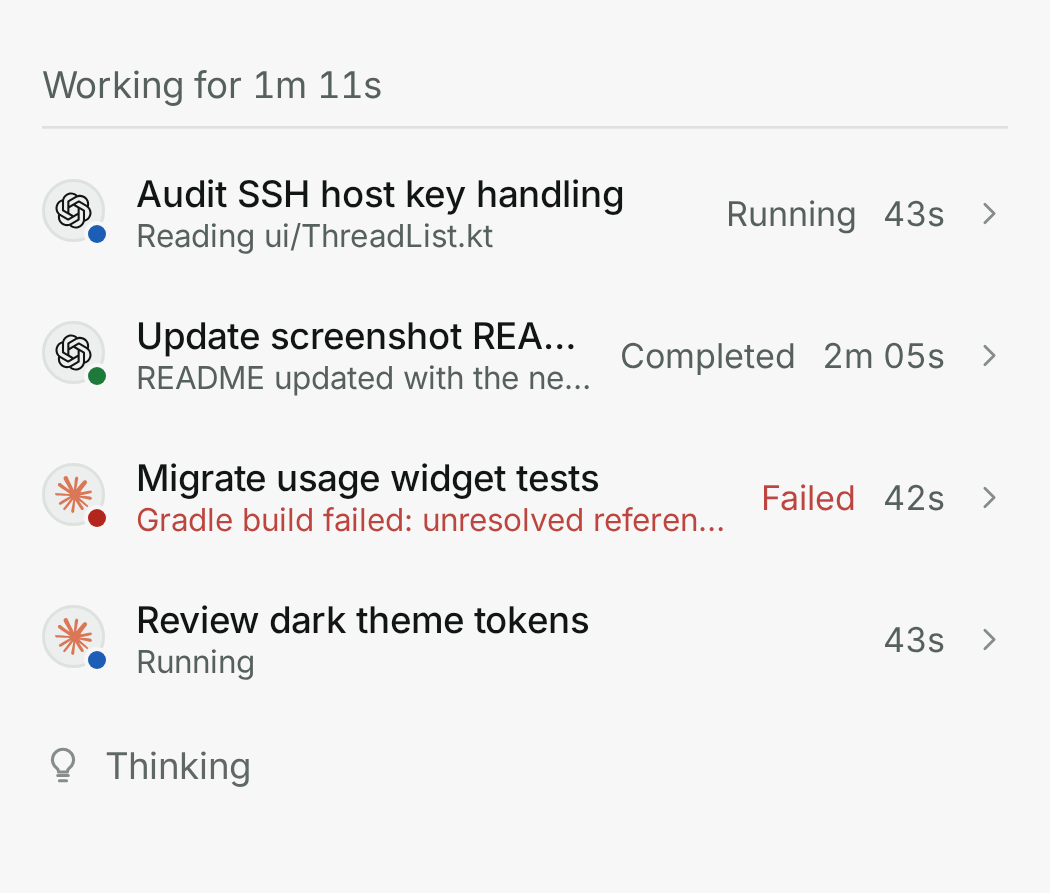 Working for 1m 11s
Audit SSH host key handling
Reading ui/ThreadList.kt
Running 43s
Update screenshot REA...
README updated with the ne...
Completed 2m 05s
Migrate usage widget tests
Gradle build failed: unresolved referen...
Failed 42s
Review dark theme tokens
Running
43s
Thinking